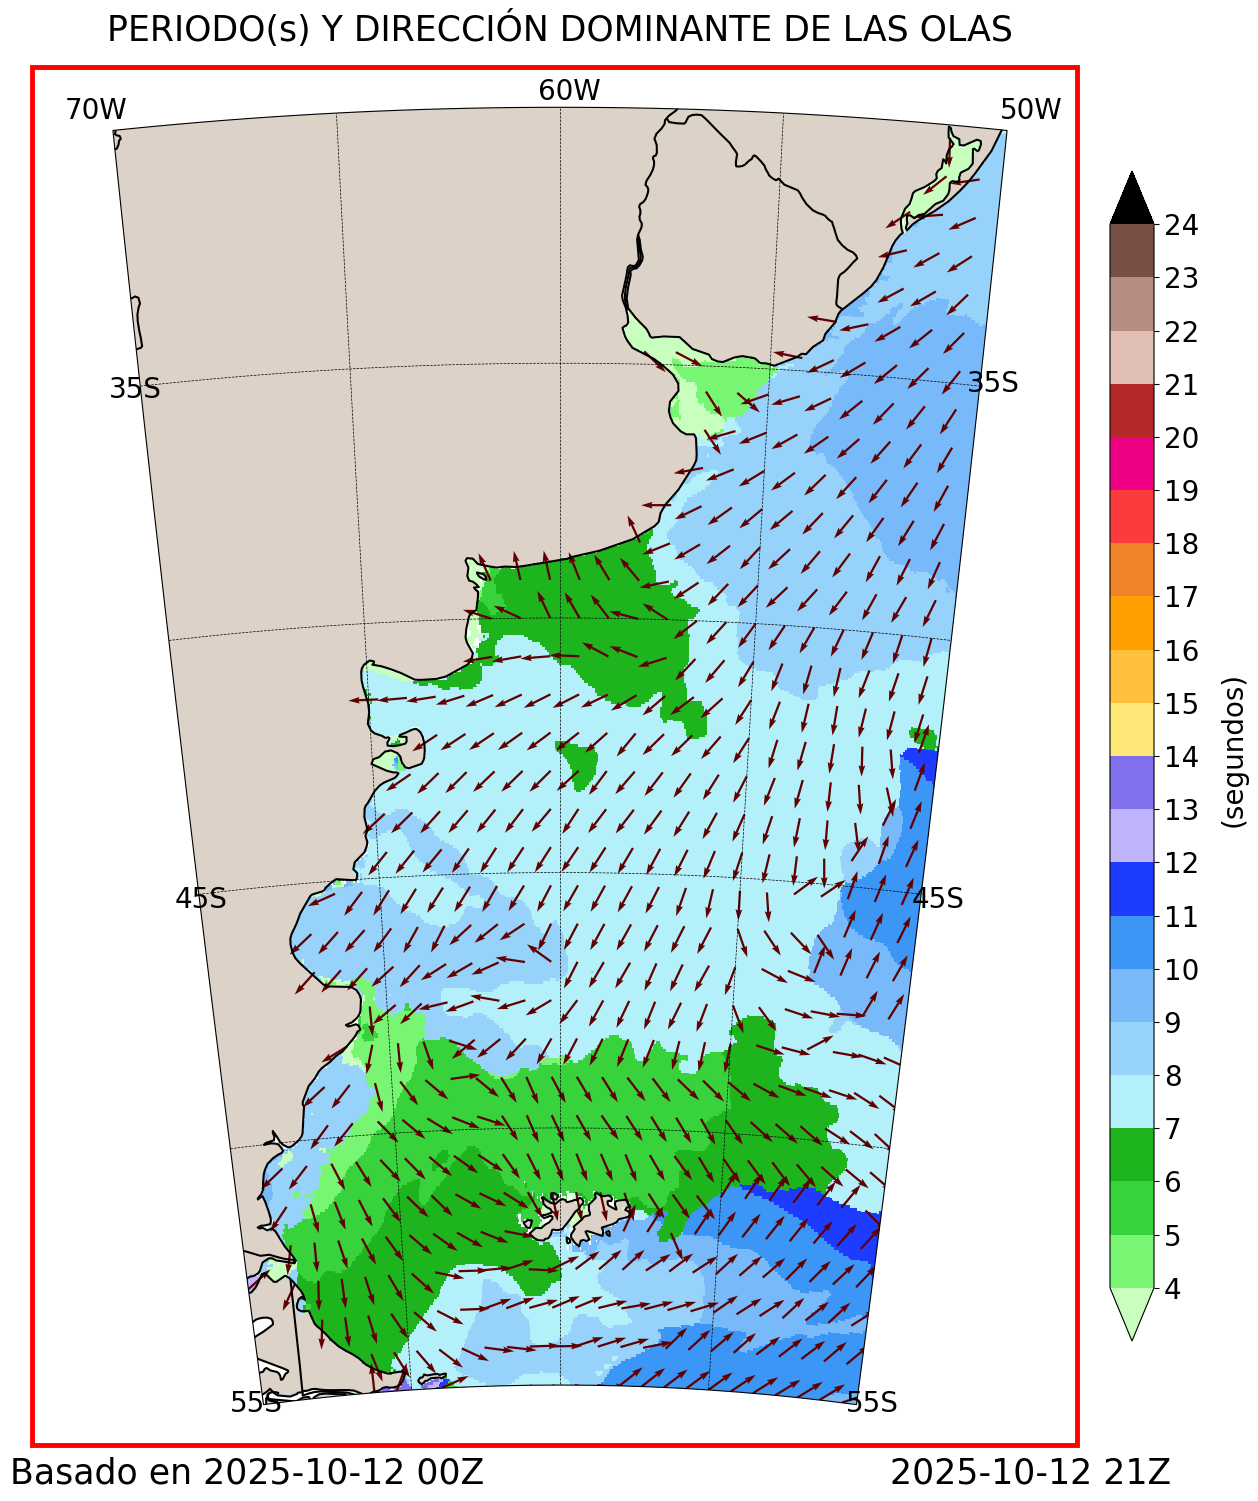 PERIODO(s) Y DIRECCIÓN DOMINANTE DE LAS OLAS
70W
60W
50W
35S
35S
45S
45S
55S
55S
24
23
22
21
20
19
18
17
16
15
14
13
12
11
10
9
8
7
6
5
4
(segundos)
Basado en 2025-10-12 00Z
2025-10-12 21Z